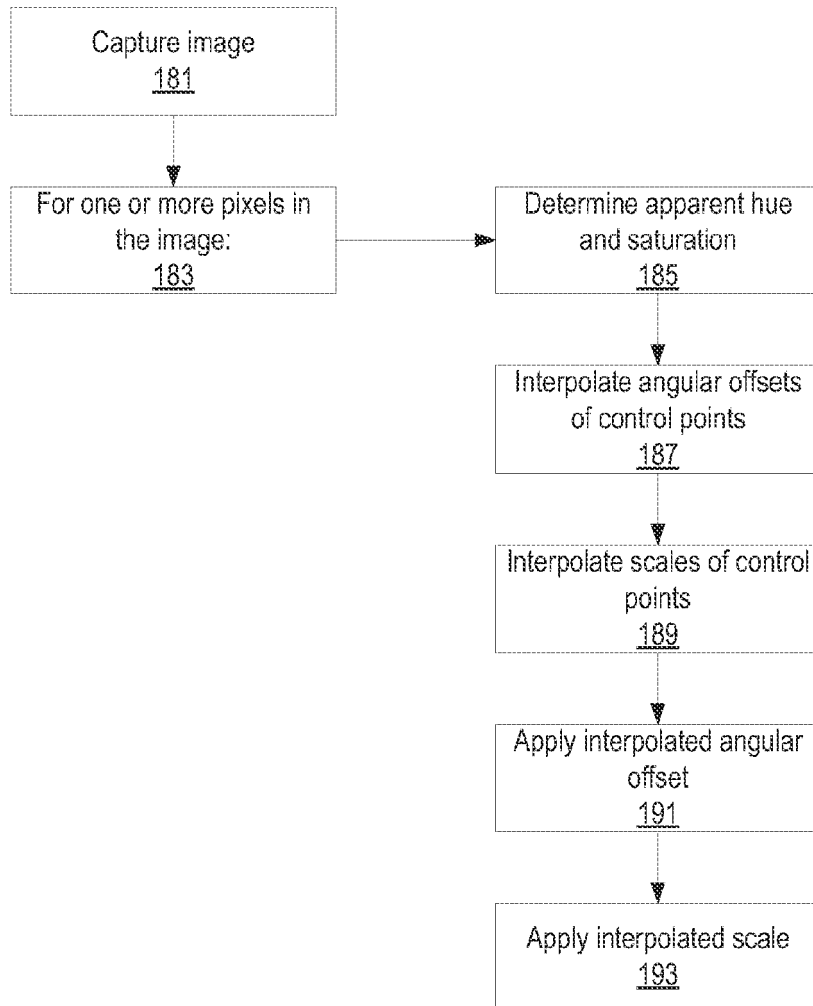 Capture image
181
For one or more pixels in
the image:
183
Determine apparent hue
and saturation
185
Interpolate angular offsets
of control points
187
Interpolate scales of control
points
189
Apply interpolated angular
offset
191
Apply interpolated scale
193